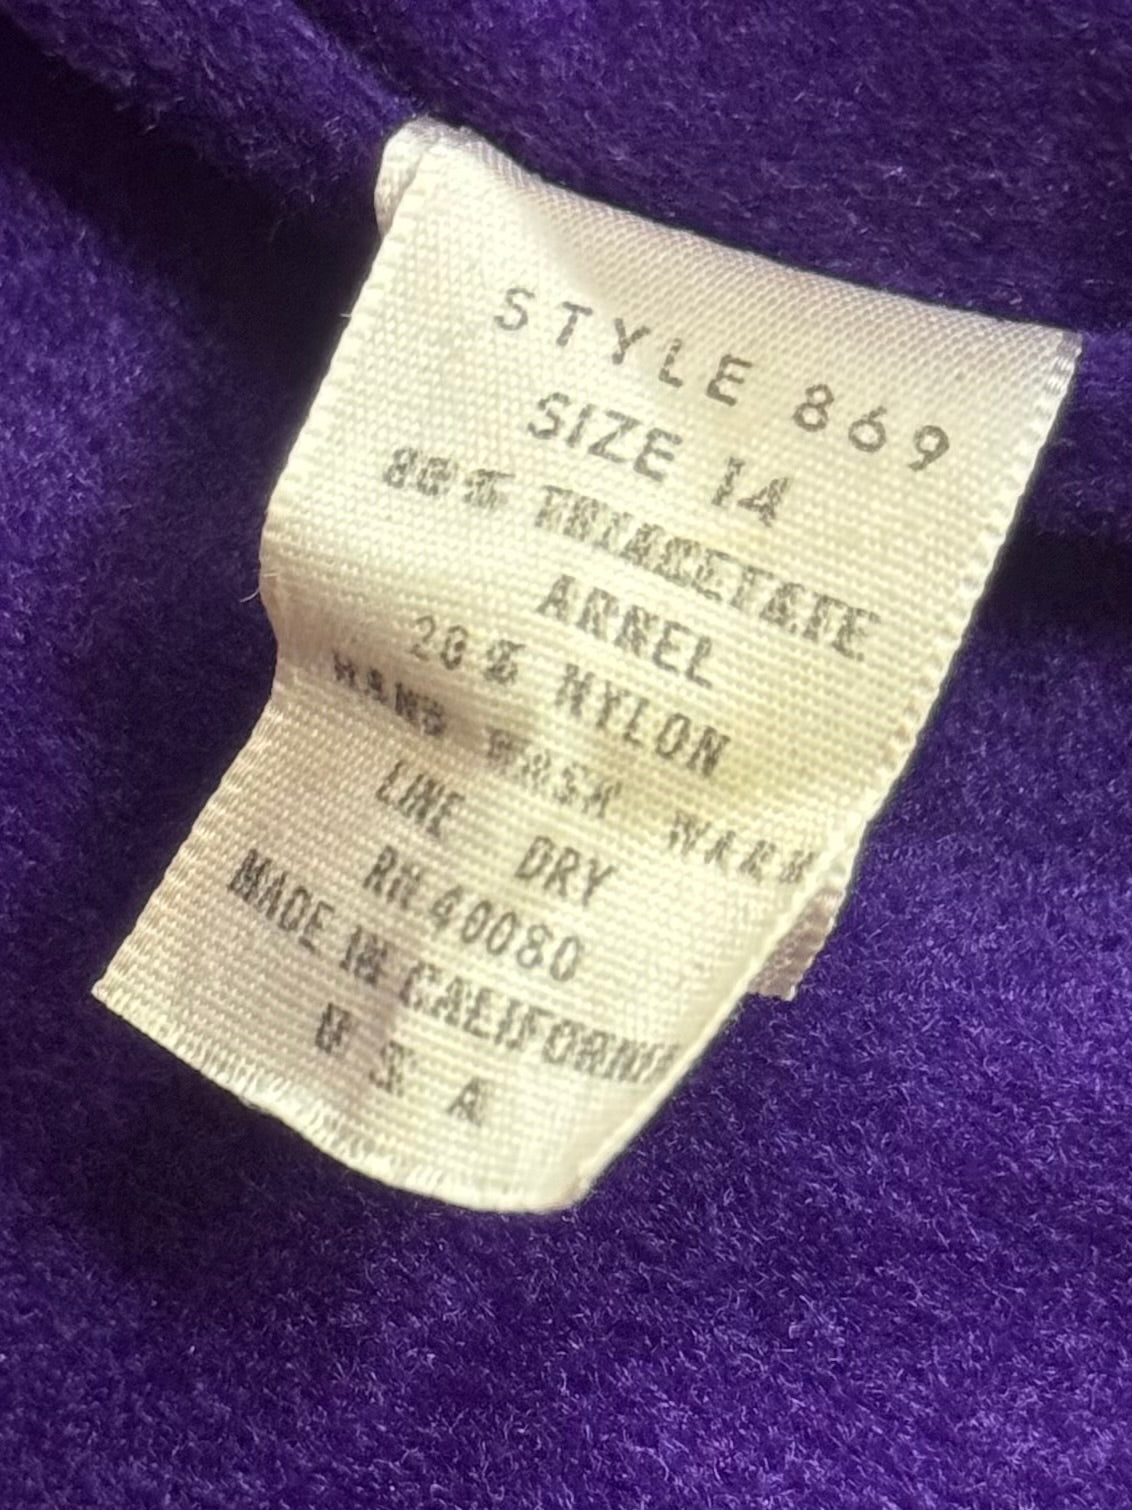 STYLE 869
SIZE 14
80% TRIACETATE
ARNEL
20% NYLON
HAND WASH WARM
LINE DRY
RN 40080
MADE IN CALIFORNIA
U S A